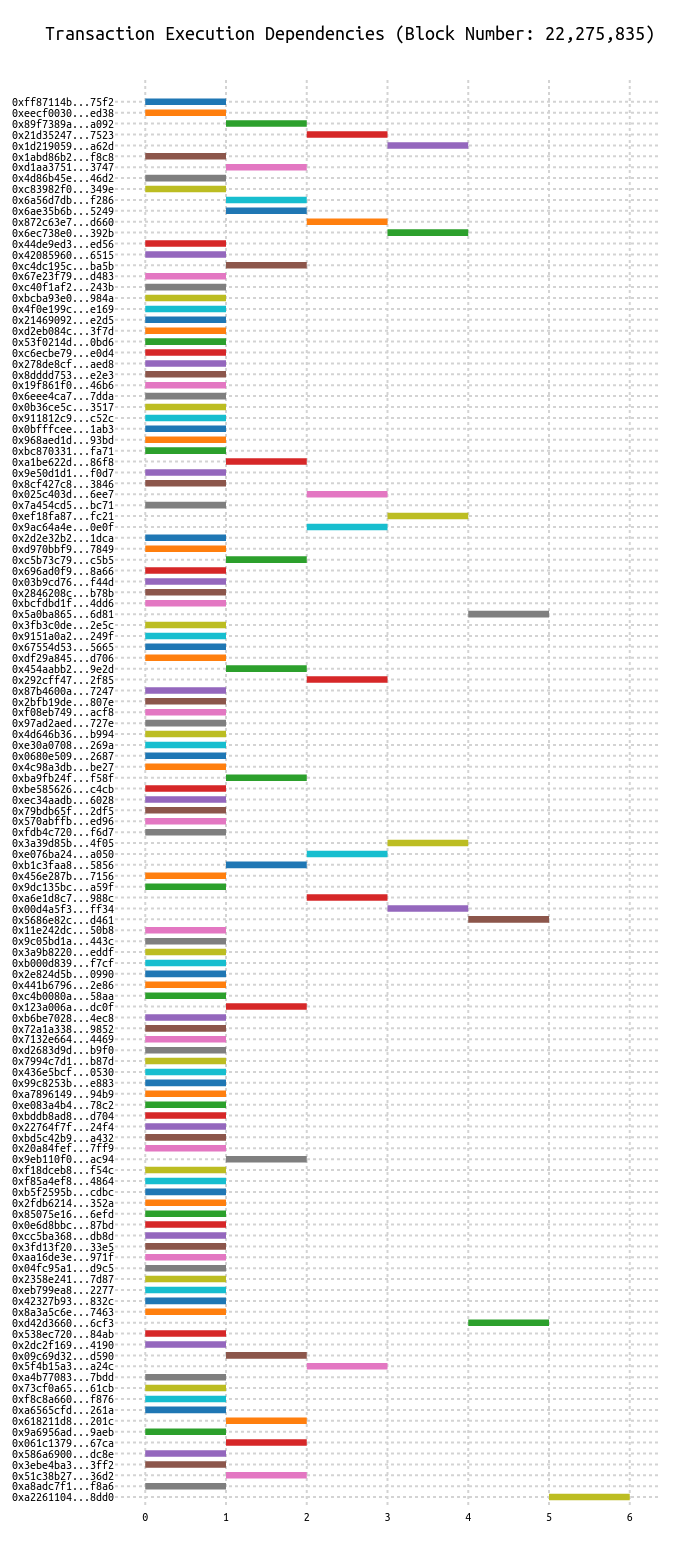 Transaction Execution Dependencies (Block Number: 22,275,835)
0xff87114b...75f2
0xeecf0030...ed38
0x89f7389a...a092
0x21d35247...7523
0x1d219059...a62d
0x1abd86b2...f8c8
0xd1aa3751...3747
0x4d86b45e...46d2
0xc83982f0...349e
0x6a56d7db...f286
0x6ae35b6b...5249
0x872c63e7...d660
0x6ec738e0...392b
0x44de9ed3...ed56
0x42085960...6515
0xc4dc195c...ba5b
0x67e23f79...d483
0xc40f1af2...243b
0xbcba93e0...984a
0x4f0e199c...e169
0x21469092...e2d5
0xd2eb084c...3f7d
0x53f0214d...0bd6
0xc6ecbe79...e0d4
0x278de8cf...aed8
0x8dddd753...e2e3
0x19f861f0...46b6
0x6eee4ca7...7dda
0x0b36ce5c...3517
0x911812c9...c52c
0x0bfffcee...1ab3
0x968aed1d...93bd
0xbc870331...fa71
0xa1be622d...86f8
0x9e50d1d1...f0d7
0x8cf427c8...3846
0x025c403d...6ee7
0x7a454cd5...bc71
0xef18fa87...fc21
0x9ac64a4e...0e0f
0x2d2e32b2...1dca
0xd970bbf9...7849
0xc5b73c79...c5b5
0x696ad0f9...8a66
0x03b9cd76...f44d
0x2846208c...b78b
0xbcfdbd1f...4dd6
0x5a0ba865...6d81
0x3fb3c0de...2e5c
0x9151a0a2...249f
0x67554d53...5665
0xdf29a845...d706
0x454aabb2...9e2d
0x292cff47...2f85
0x87b4600a...7247
0x2bfb19de...807e
0xf08eb749...acf8
0x97ad2aed...727e
0x4d646b36...b994
0xe30a0708...269a
0x0680e509...2687
0x4c98a3db...be27
0xba9fb24f...f58f
0xbe585626...c4cb
0xec34aadb...6028
0x79bdb65f...2df5
0x570abffb...ed96
0xfdb4c720...f6d7
0x3a39d85b...4f05
0xe076ba24...a050
0xb1c3faa8...5856
0x456e287b...7156
0x9dc135bc...a59f
0xa6e1d8c7...988c
0x00d4a5f3...ff34
0x5686e82c...d461
0x11e242dc...50b8
0x9c05bd1a...443c
0x3a9b8220...eddf
0xb000d839...f7cf
0x2e824d5b...0990
0x441b6796...2e86
0xc4b0080a...58aa
0x123a006a...dc0f
0xb6be7028...4ec8
0x72a1a338...9852
0x7132e664...4469
0xd2683d9d...b9f0
0x7994c7d1...b87d
0x436e5bcf...0530
0x99c8253b...e883
0xa7896149...94b9
0xe083a4b4...78c2
0xbddb8ad8...d704
0x22764f7f...24f4
0xbd5c42b9...a432
0x20a84fef...7ff9
0x9eb110f0...ac94
0xf18dceb8...f54c
0xf85a4ef8...4864
0xb5f2595b...cdbc
0x2fdb6214...352a
0x85075e16...6efd
0x0e6d8bbc...87bd
0xcc5ba368...db8d
0x3fd13f20...33e5
0xaa16de3e...971f
0x04fc95a1...d9c5
0x2358e241...7d87
0xeb799ea8...2277
0x42327b93...832c
0x8a3a5c6e...7463
0xd42d3660...6cf3
0x538ec720...84ab
0x2dc2f169...4190
0x09c69d32...d590
0x5f4b15a3...a24c
0xa4b77083...7bdd
0x73cf0a65...61cb
0xf8c8a660...f876
0xa6565cfd...261a
0x618211d8...201c
0x9a6956ad...9aeb
0x061c1379...67ca
0x586a6900...dc8e
0x3ebe4ba3...3ff2
0x51c38b27...36d2
0xa8adc7f1...f8a6
0xa2261104...8dd0
0 1 2 3 4 5 6